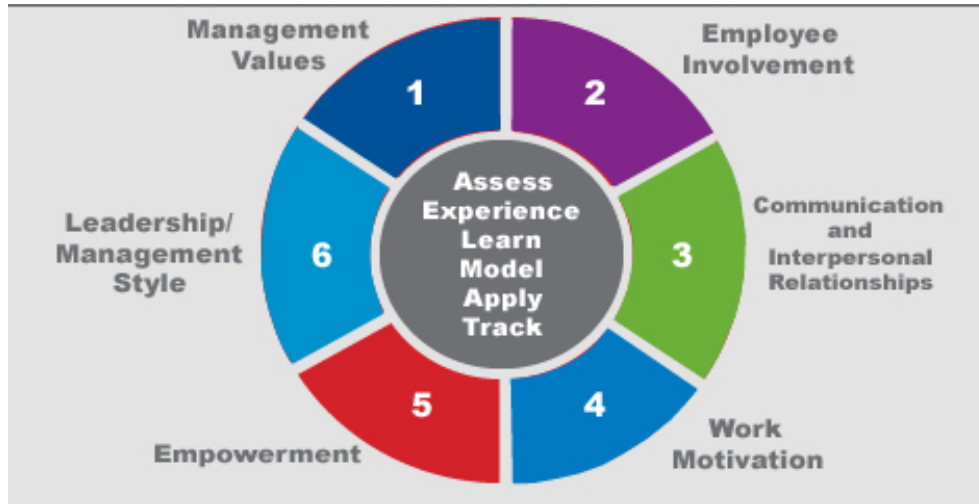 Management
Values
1
2
Employee
Involvement
Assess
Experience
Learn
Model
Apply
Track
3
Communication
and
Interpersonal
Relationships
4
Work
Motivation
5
Empowerment
6
Leadership/
Management
Style